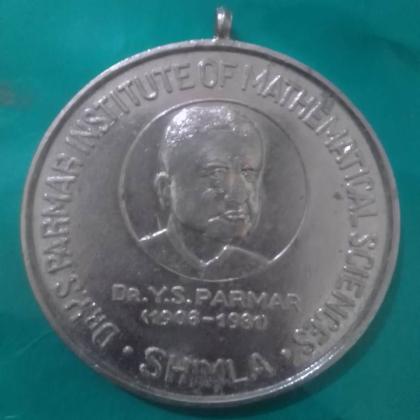 DR. Y.S. PARMAR INSTITUTE OF MATHEMATICAL SCIENCES
DR. Y.S. PARMAR
(1906-1981)
SHIMLA